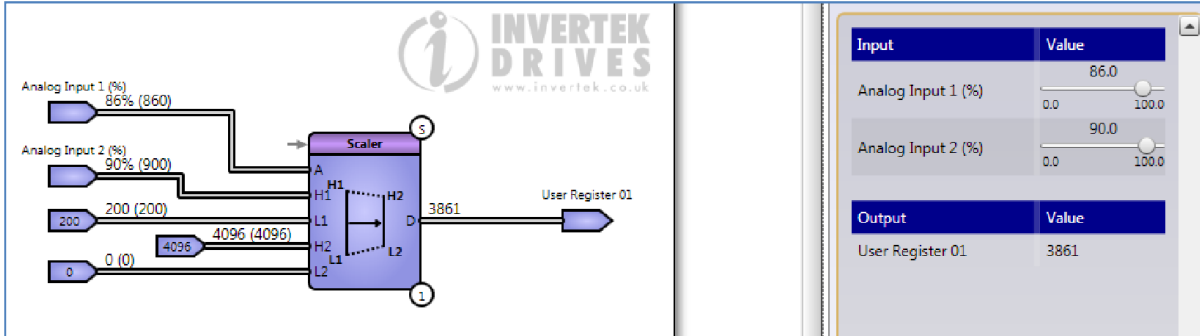 INVERTEK
DRIVES
www.invertek.co.uk
Analog Input 1 (%)
86% (860)
Analog Input 2 (%)
90% (900)
200
200 (200)
4096
4096 (4096)
0
0 (0)
S
Scaler
A
H1
H1
H2
L1
D
H2
L1
L2
L2
1
3861
User Register 01
Input Value
Analog Input 1 (%)
86.0
0.0 100.0
Analog Input 2 (%)
90.0
0.0 100.0
Output Value
User Register 01 3861